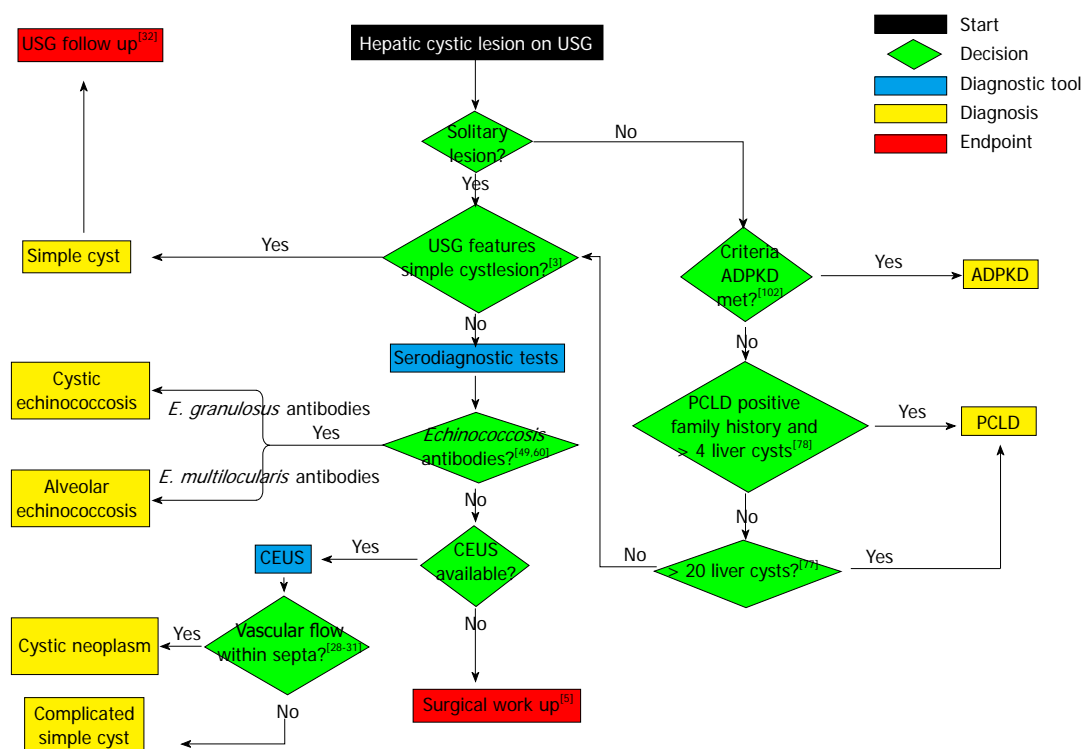 USG follow up[32]
Hepatic cystic lesion on USG
Start
Decision
Diagnostic tool
Diagnosis
Endpoint
Solitary
lesion?
No
Yes
USG features
simple cystlesion?[3]
Yes
Simple cyst
No
Criteria
ADPKD
met?[102]
Yes
ADPKD
No
Serodiagnostic tests
Cystic
echinococcosis
E. granulosus antibodies
Yes
Echinococcosis
antibodies?[49,60]
E. multilocularis antibodies
Alveolar
echinococcosis
No
PCLD positive
family history and
> 4 liver cysts[78]
Yes
PCLD
No
> 20 liver cysts?[77]
No
Yes
CEUS
available?
Yes
CEUS
No
Vascular flow
within septa?[28-31]
Yes
Cystic neoplasm
No
Complicated
simple cyst
Surgical work up[5]